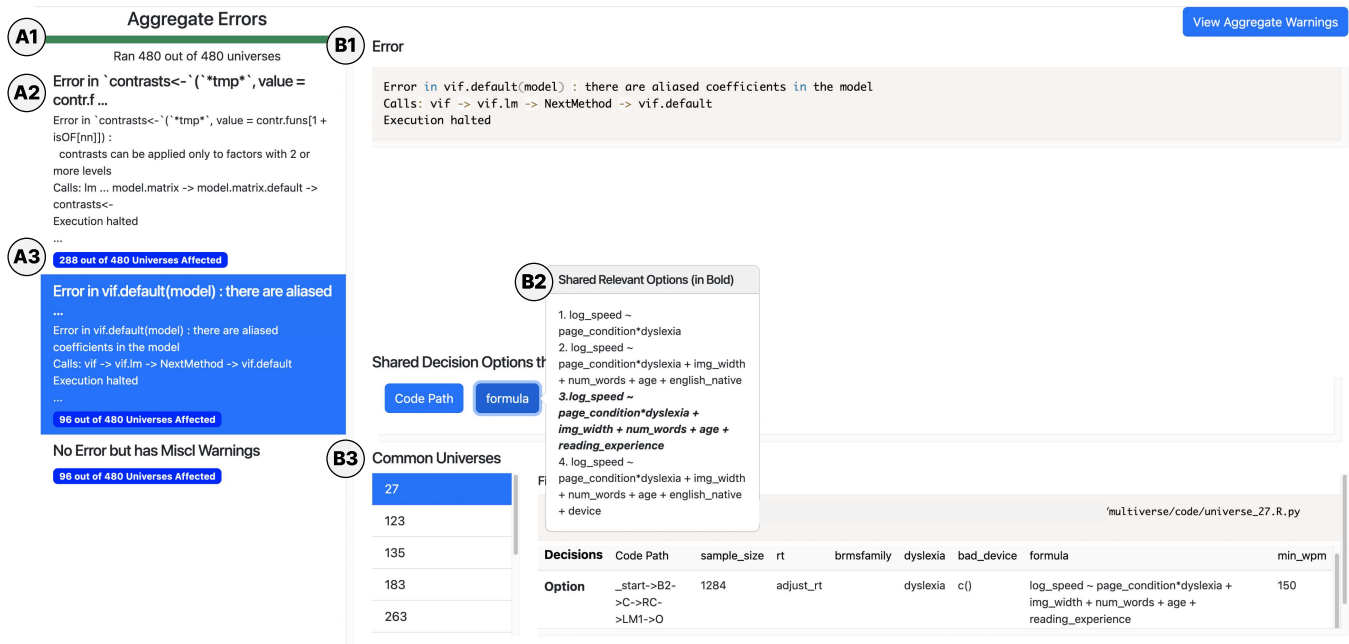 Aggregate Errors
View Aggregate Warnings
A1
B1
Error
Ran 480 out of 480 universes
A2
Error in `contrasts<-`(`*tmp*`, value =
contr.f ...
Error in `contrasts<-`(`*tmp*`, value = contr.funs[1 +
isOF[nn]]) :
contrasts can be applied only to factors with 2 or
more levels
Calls: lm ... model.matrix -> model.matrix.default ->
contrasts<-
Execution halted
...
A3
288 out of 480 Universes Affected
Error in vif.default(model) : there are aliased
...
Error in vif.default(model) : there are aliased
coefficients in the model
Calls: vif -> vif.lm -> NextMethod -> vif.default
Execution halted
...
96 out of 480 Universes Affected
No Error but has Miscl Warnings
96 out of 480 Universes Affected
Error in vif.default(model) : there are aliased coefficients in the model
Calls: vif -> vif.lm -> NextMethod -> vif.default
Execution halted
B2
Shared Relevant Options (in Bold)
1. log_speed ~
page_condition*dyslexia
2. log_speed ~
page_condition*dyslexia + img_width
+ num_words + age + english_native
3.log_speed ~
page_condition*dyslexia +
img_width + num_words + age +
reading_experience
4. log_speed ~
page_condition*dyslexia + img_width
+ num_words + age + english_native
+ device
Shared Decision Options th
Code Path
formula
B3
Common Universes
27
123
135
183
263
Fi
/multiverse/code/universe_27.R.py
Decisions Code Path sample_size rt brmsfamily dyslexia bad_device formula min_wpm
Option _start->B2- 1284 adjust_rt dyslexia c() log_speed ~ page_condition*dyslexia + 150
>C->RC- img_width + num_words + age +
>LM1->O reading_experience